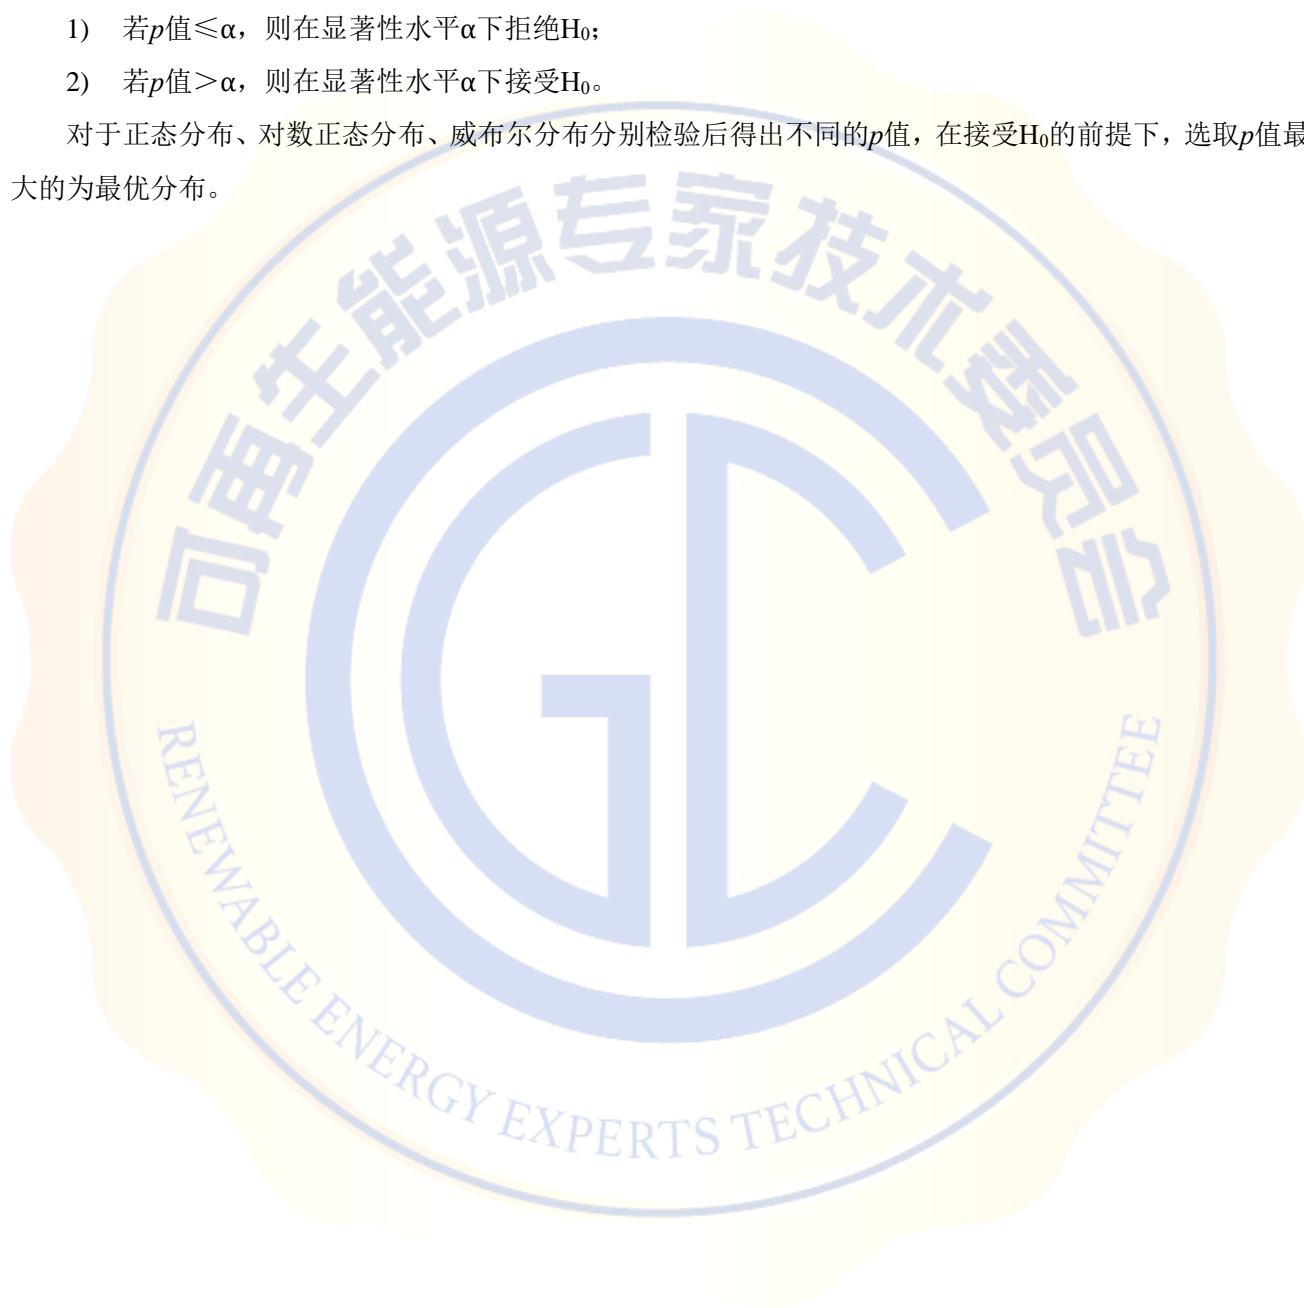 1) 若p值≤α，则在显著性水平α下拒绝H₀；
2) 若p值＞α，则在显著性水平α下接受H₀。
对于正态分布、对数正态分布、威布尔分布分别检验后得出不同的p值，在接受H₀的前提下，选取p值最
大的为最优分布。
可再生能源专家技术委员会
RENEWABLE ENERGY EXPERTS TECHNICAL COMMITTEE